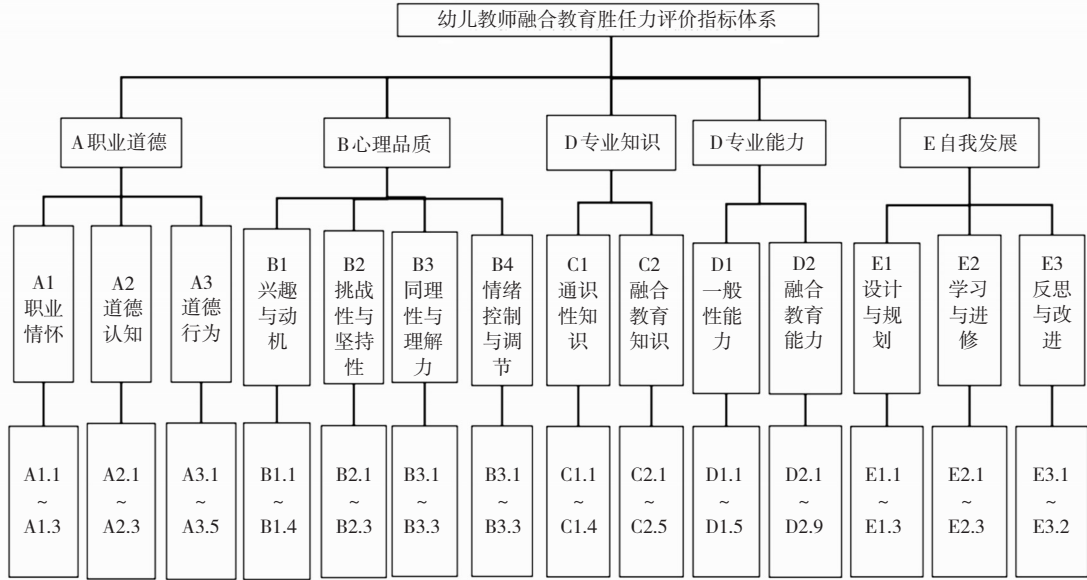 幼儿教师融合教育胜任力评价指标体系
A职业道德
B心理品质
D专业知识
D专业能力
E自我发展
A1
职业
情怀
A2
道德
认知
A3
道德
行为
B1
兴趣
与动
机
B2
挑战
性与
坚持
性
B3
同理
性与
理解
力
B4
情绪
控制
与调
节
C1
通识
性知
识
C2
融合
教育
知识
D1
一般
性能
力
D2
融合
教育
能力
E1
设计
与规
划
E2
学习
与进
修
E3
反思
与改
进
A1.1
~
A1.3
A2.1
~
A2.3
A3.1
~
A3.5
B1.1
~
B1.4
B2.1
~
B2.3
B3.1
~
B3.3
B3.1
~
B3.3
C1.1
~
C1.4
C2.1
~
C2.5
D1.1
~
D1.5
D2.1
~
D2.9
E1.1
~
E1.3
E2.1
~
E2.3
E3.1
~
E3.2